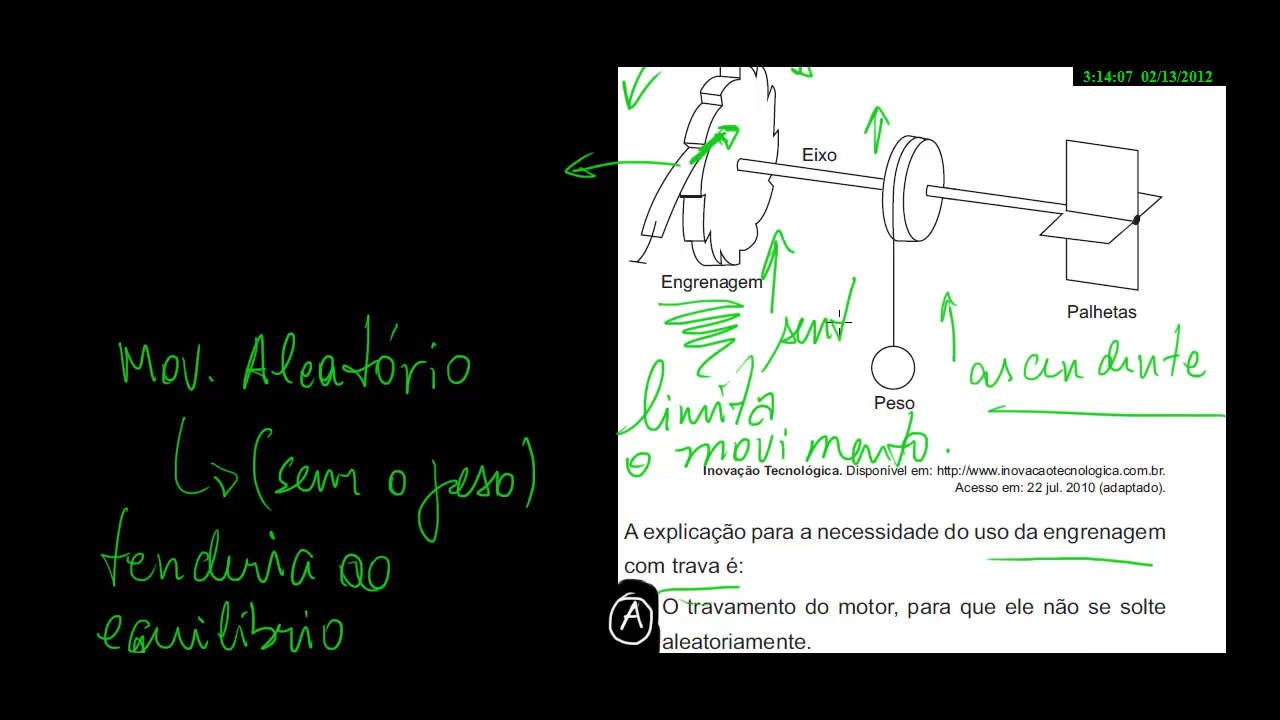 3:14:07 02/13/2012
Eixo
Engrenagem
Palhetas
Peso
sent
ascendente
limita
o movimento.
Mov. Aleatório
(sem o peso)
tenderia ao
equilíbrio
Inovação Tecnológica. Disponível em: http://www.inovacaotecnologica.com.br.
Acesso em: 22 jul. 2010 (adaptado).
A explicação para a necessidade do uso da engrenagem
com trava é:
A O travamento do motor, para que ele não se solte
aleatoriamente.